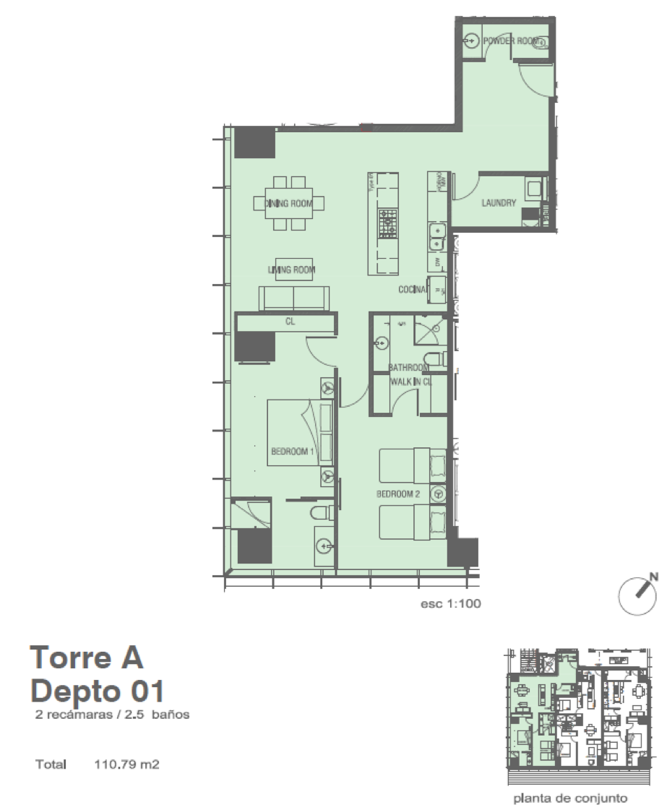 POWDER ROOM
LAUNDRY
DINING ROOM
LIVING ROOM
COCINA
CL
BATHROOM
WALK IN CL
BEDROOM 1
BEDROOM 2
esc 1:100
N
Torre A
Depto 01
2 recámaras / 2.5 baños
Total 110.79 m2
planta de conjunto